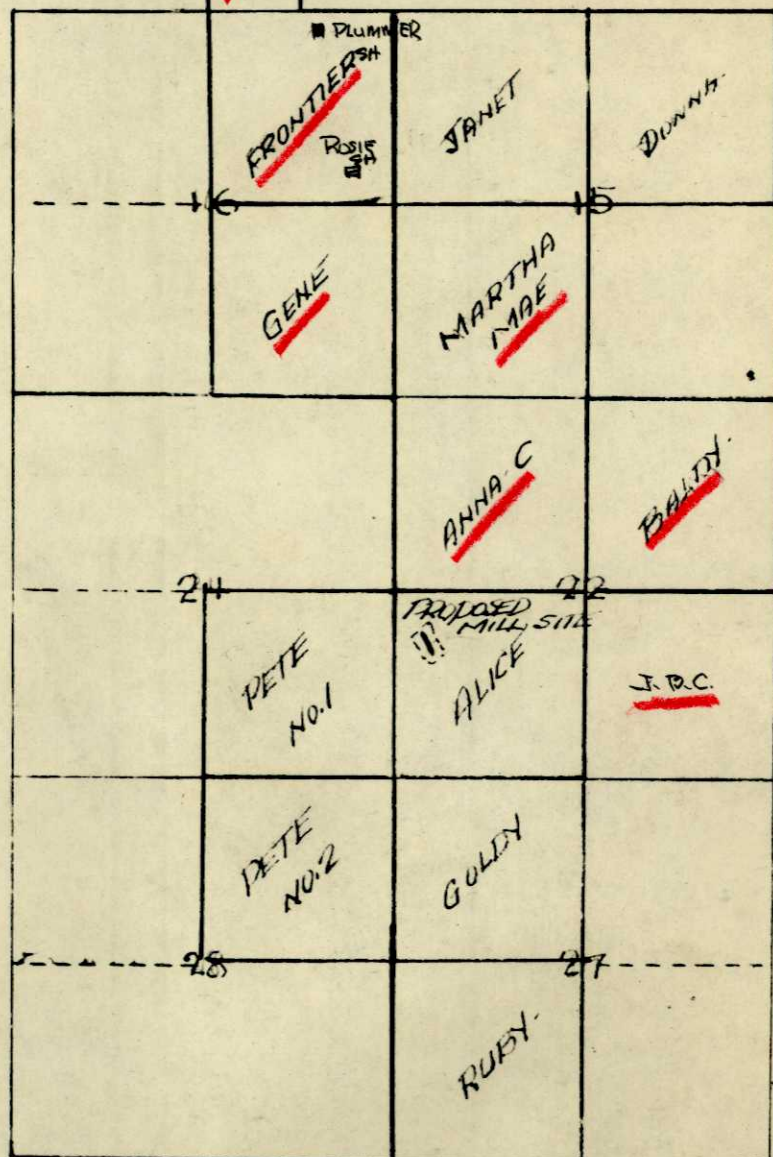 PLUMMER
SH
FRONTIER
ROSIE
SH
JANET
DONNA
16
15
GENE
MARTHA
MAE
ANNA-C
BALDY
21
22
PROPOSED
MILL SITE
PETE
NO.1
ALICE
PETE
NO.2
GOLDY
28
27
RUBY